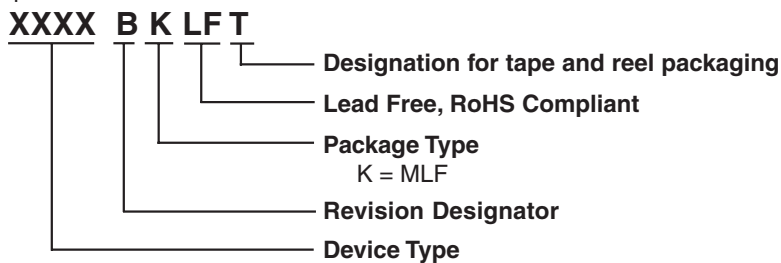 XXXX B K LF T
Designation for tape and reel packaging
Lead Free, RoHS Compliant
Package Type
K = MLF
Revision Designator
Device Type